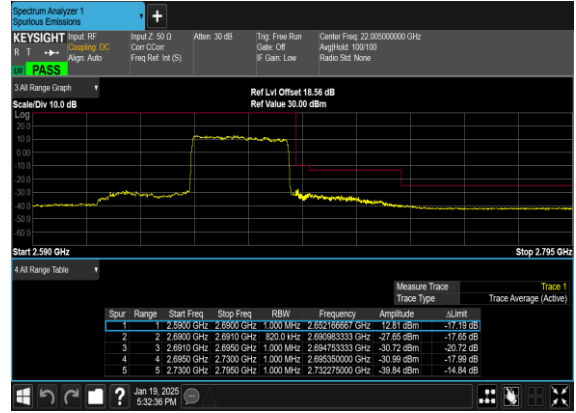 Spectrum Analyzer 1
Spurious Emissions
+
KEYSIGHT Input: RF Input Z: 50 Ω Atten: 30 dB Trig: Free Run Center Freq: 22.005000000 GHz
R T Coupling: DC Corr CCorr Gate: Off Avg|Hold: 100/100
Align: Auto Freq Ref: Int (S) IF Gain: Low Radio Std: None
LM PASS
3 All Range Graph
Ref Lvl Offset 18.56 dB
Scale/Div 10.0 dB Ref Value 30.00 dBm
Log
20.0
10.0
0.00
-10.0
-20.0
-30.0
-40.0
-50.0
-60.0
Start 2.590 GHz Stop 2.795 GHz
4 All Range Table
Measure Trace Trace 1
Trace Type Trace Average (Active)
Spur Range Start Freq Stop Freq RBW Frequency Amplitude ΔLimit
1 1 2.5900 GHz 2.6900 GHz 1.000 MHz 2.652166667 GHz 12.81 dBm -17.19 dB
2 2 2.6900 GHz 2.6910 GHz 820.0 kHz 2.690983333 GHz -27.65 dBm -17.65 dB
3 3 2.6910 GHz 2.6950 GHz 1.000 MHz 2.694753333 GHz -30.72 dBm -20.72 dB
4 4 2.6950 GHz 2.7300 GHz 1.000 MHz 2.695350000 GHz -30.99 dBm -17.99 dB
5 5 2.7300 GHz 2.7950 GHz 1.000 MHz 2.732275000 GHz -39.84 dBm -14.84 dB
?
Jan 19, 2025
5:32:36 PM